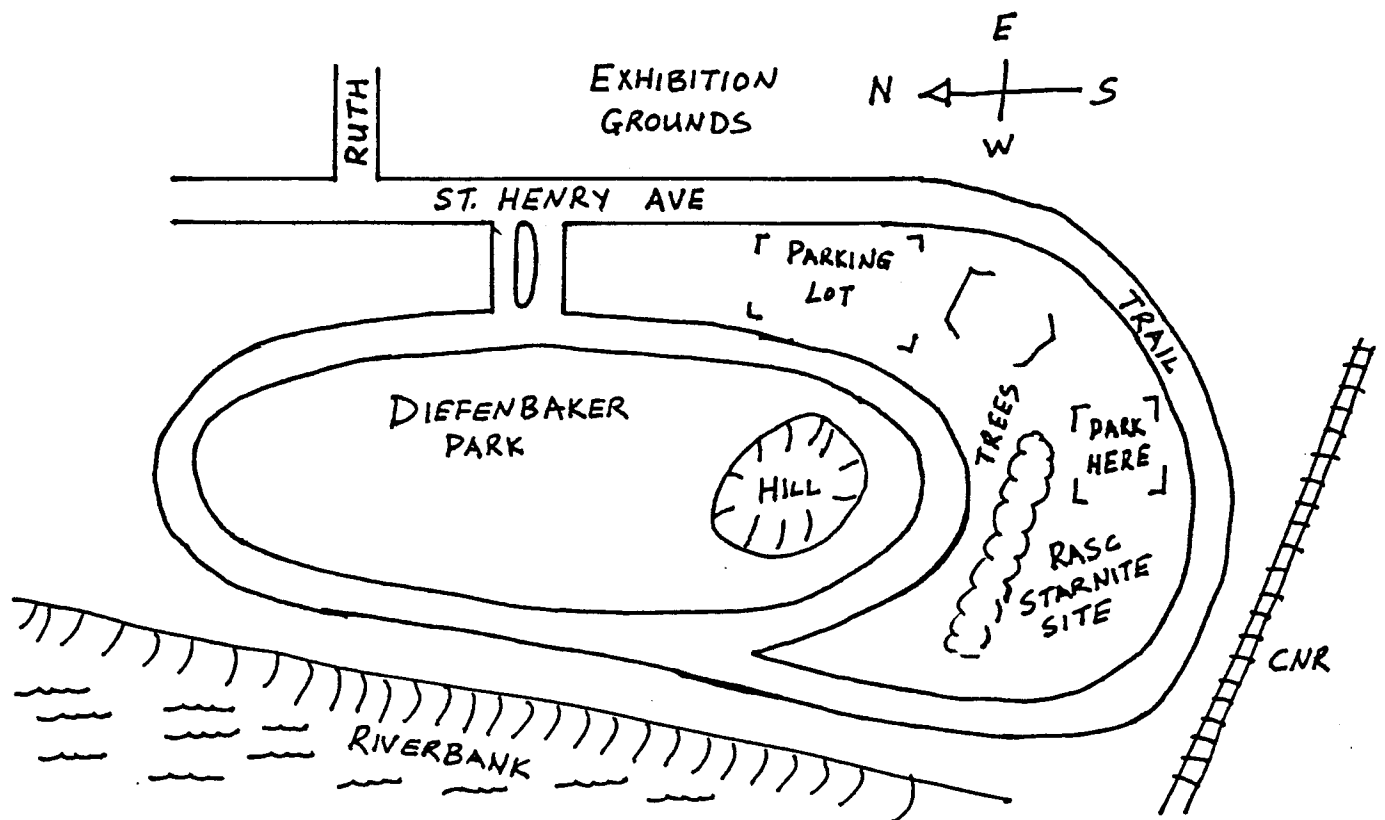 E
EXHIBITION
GROUNDS
N
S
W
RUTH
ST. HENRY AVE
PARKING
LOT
TRAIL
DIEFENBAKER
PARK
TREES
PARK
HERE
HILL
RASC
STARNITE
SITE
CNR
RIVERBANK